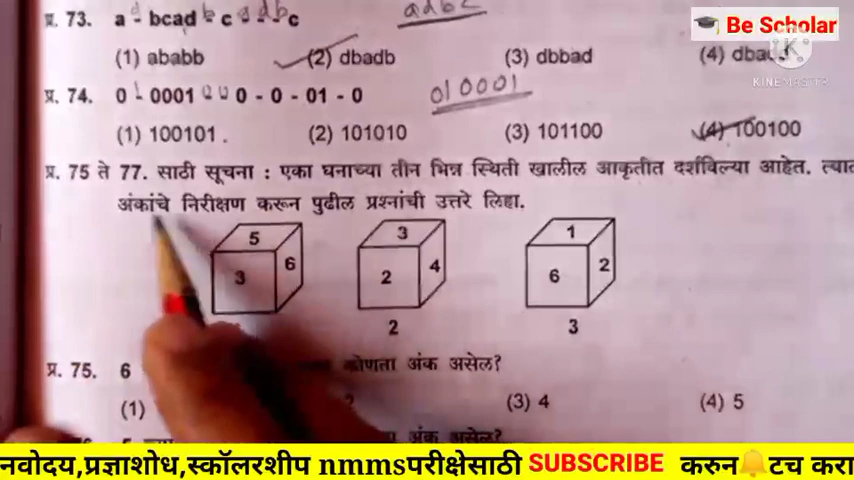 Be Scholar
KINEMASTER
प्र. 73. a - bcad - c - - - c
adbc
(1) ababb (2) dbadb (3) dbbad (4) dbacd
प्र. 74. 0 - 0001 - - 0 - 0 - 01 - 0
010001
(1) 100101 . (2) 101010 (3) 101100 (4) 100100
प्र. 75 ते 77. साठी सूचना : एका घनाच्या तीन भिन्न स्थिती खालील आकृतीत दर्शविल्या आहेत. त्यात
अंकांचे निरीक्षण करून पुढील प्रश्नांची उत्तरे लिहा.
5 3 6
3 2 4
1 6 2
2 3
प्र. 75. 6 कोणता अंक असेल?
(1) (3) 4 (4) 5
अंक असेल?
नवोदय,प्रज्ञाशोध,स्कॉलरशीप nmmsपरीक्षेसाठी SUBSCRIBE करुन टच करा